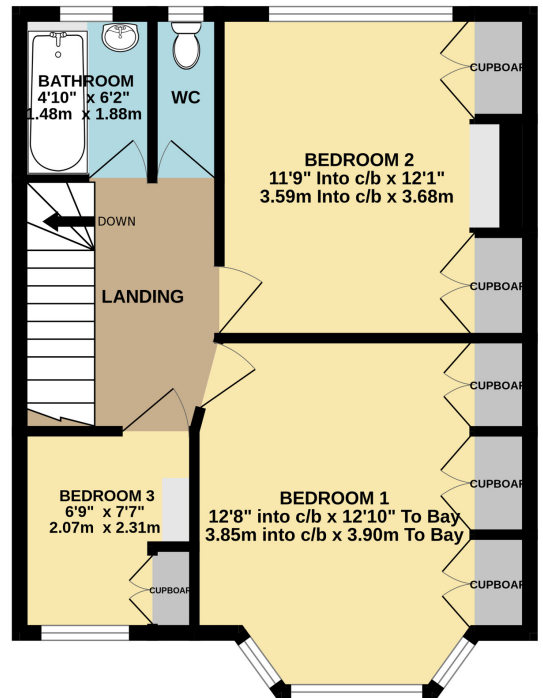 BATHROOM
4'10" x 6'2"
1.48m x 1.88m
WC
BEDROOM 2
11'9" Into c/b x 12'1"
3.59m Into c/b x 3.68m
CUPBOAR
DOWN
LANDING
CUPBOAR
CUPBOAR
BEDROOM 3
6'9" x 7'7"
2.07m x 2.31m
CUPBOAR
BEDROOM 1
12'8" into c/b x 12'10" To Bay
3.85m into c/b x 3.90m To Bay
CUPBOAR
CUPBOAR